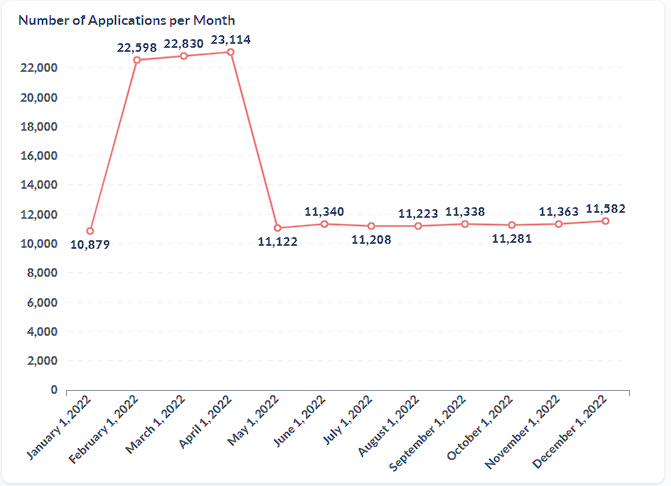 Number of Applications per Month
22,598 22,830 23,114
22,000
20,000
18,000
16,000
14,000
12,000
10,000
8,000
6,000
4,000
2,000
0
10,879
11,122
11,340
11,208
11,223
11,338
11,281
11,363
11,582
January 1, 2022
February 1, 2022
March 1, 2022
April 1, 2022
May 1, 2022
June 1, 2022
July 1, 2022
August 1, 2022
September 1, 2022
October 1, 2022
November 1, 2022
December 1, 2022